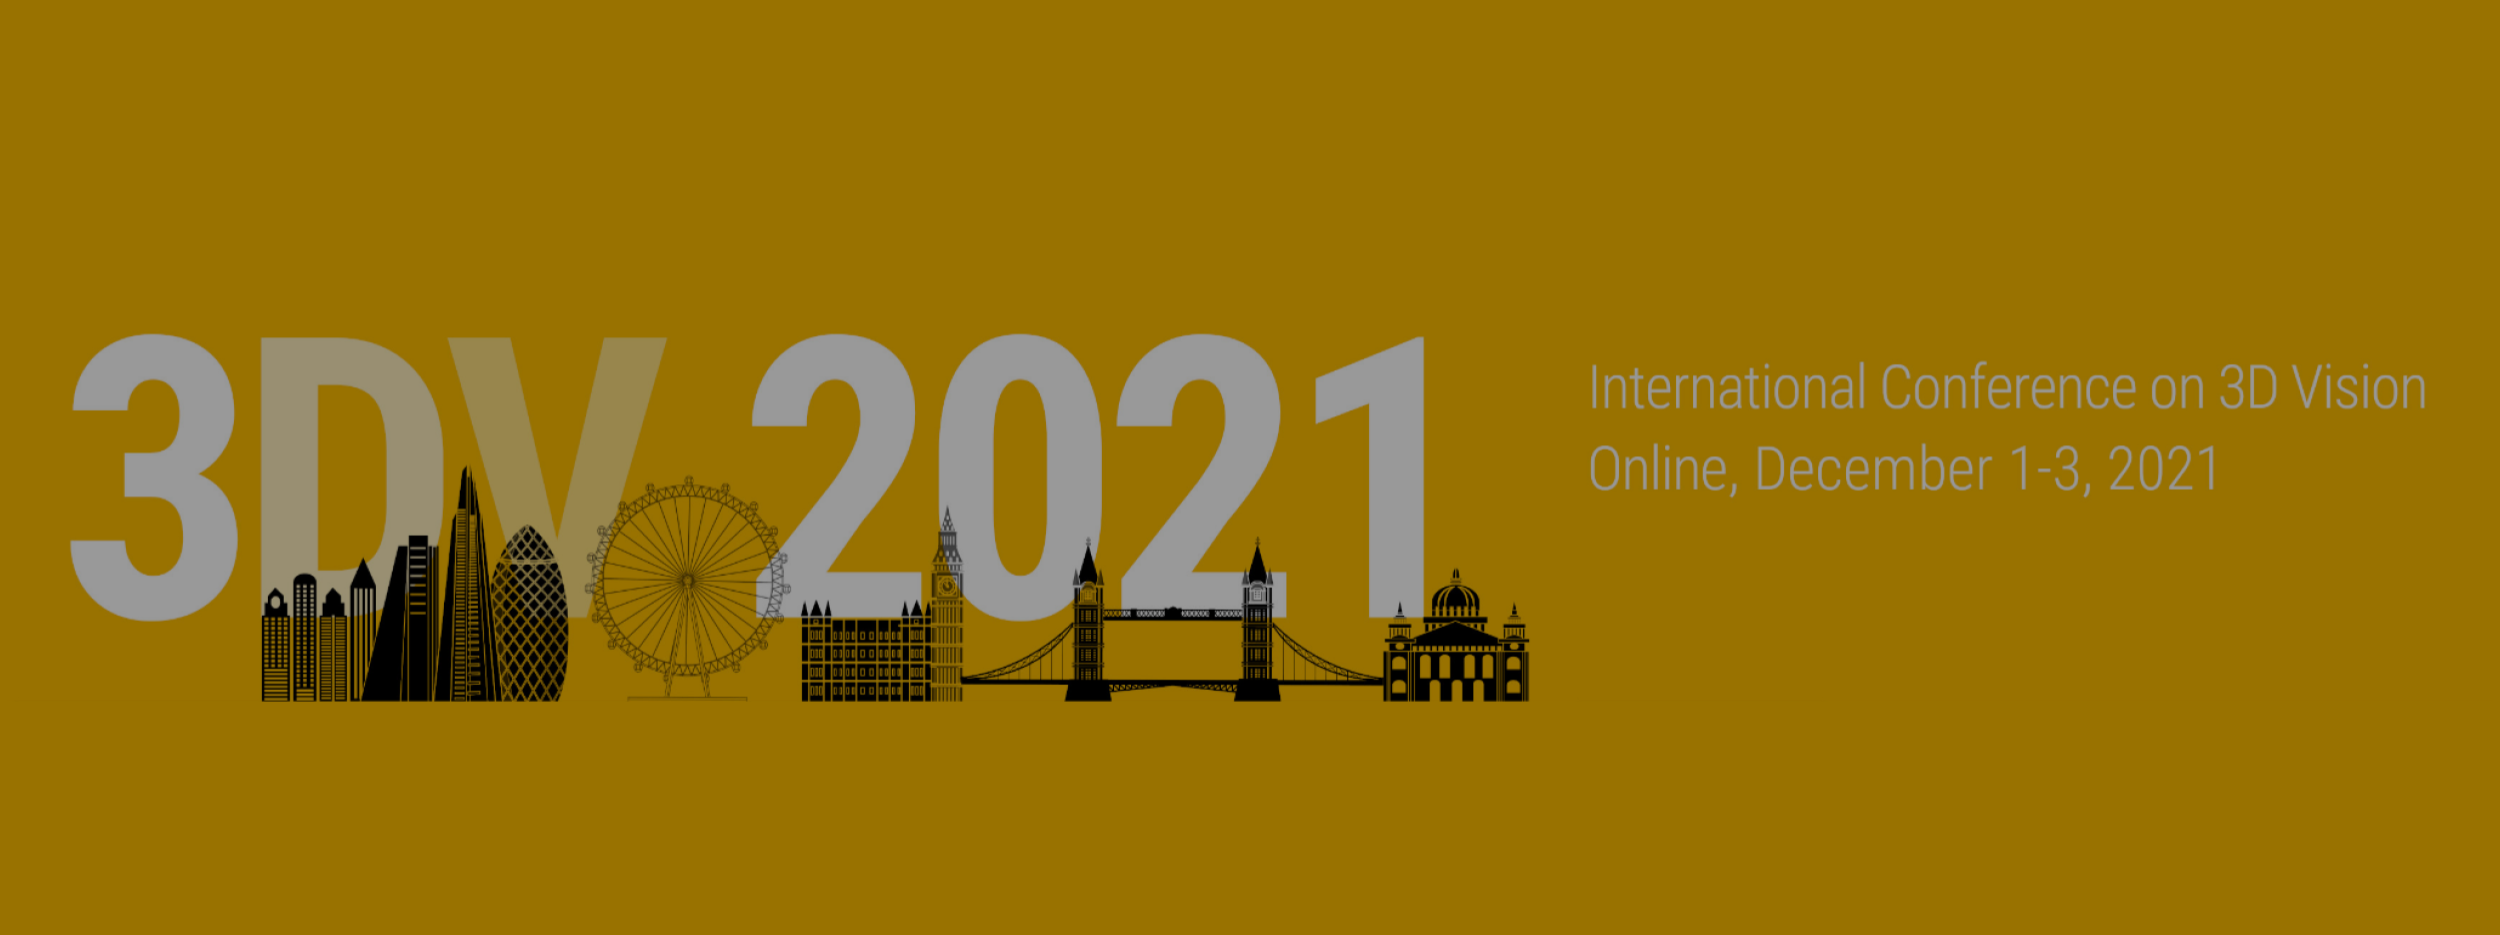 3DV 2021
International Conference on 3D Vision
Online, December 1-3, 2021